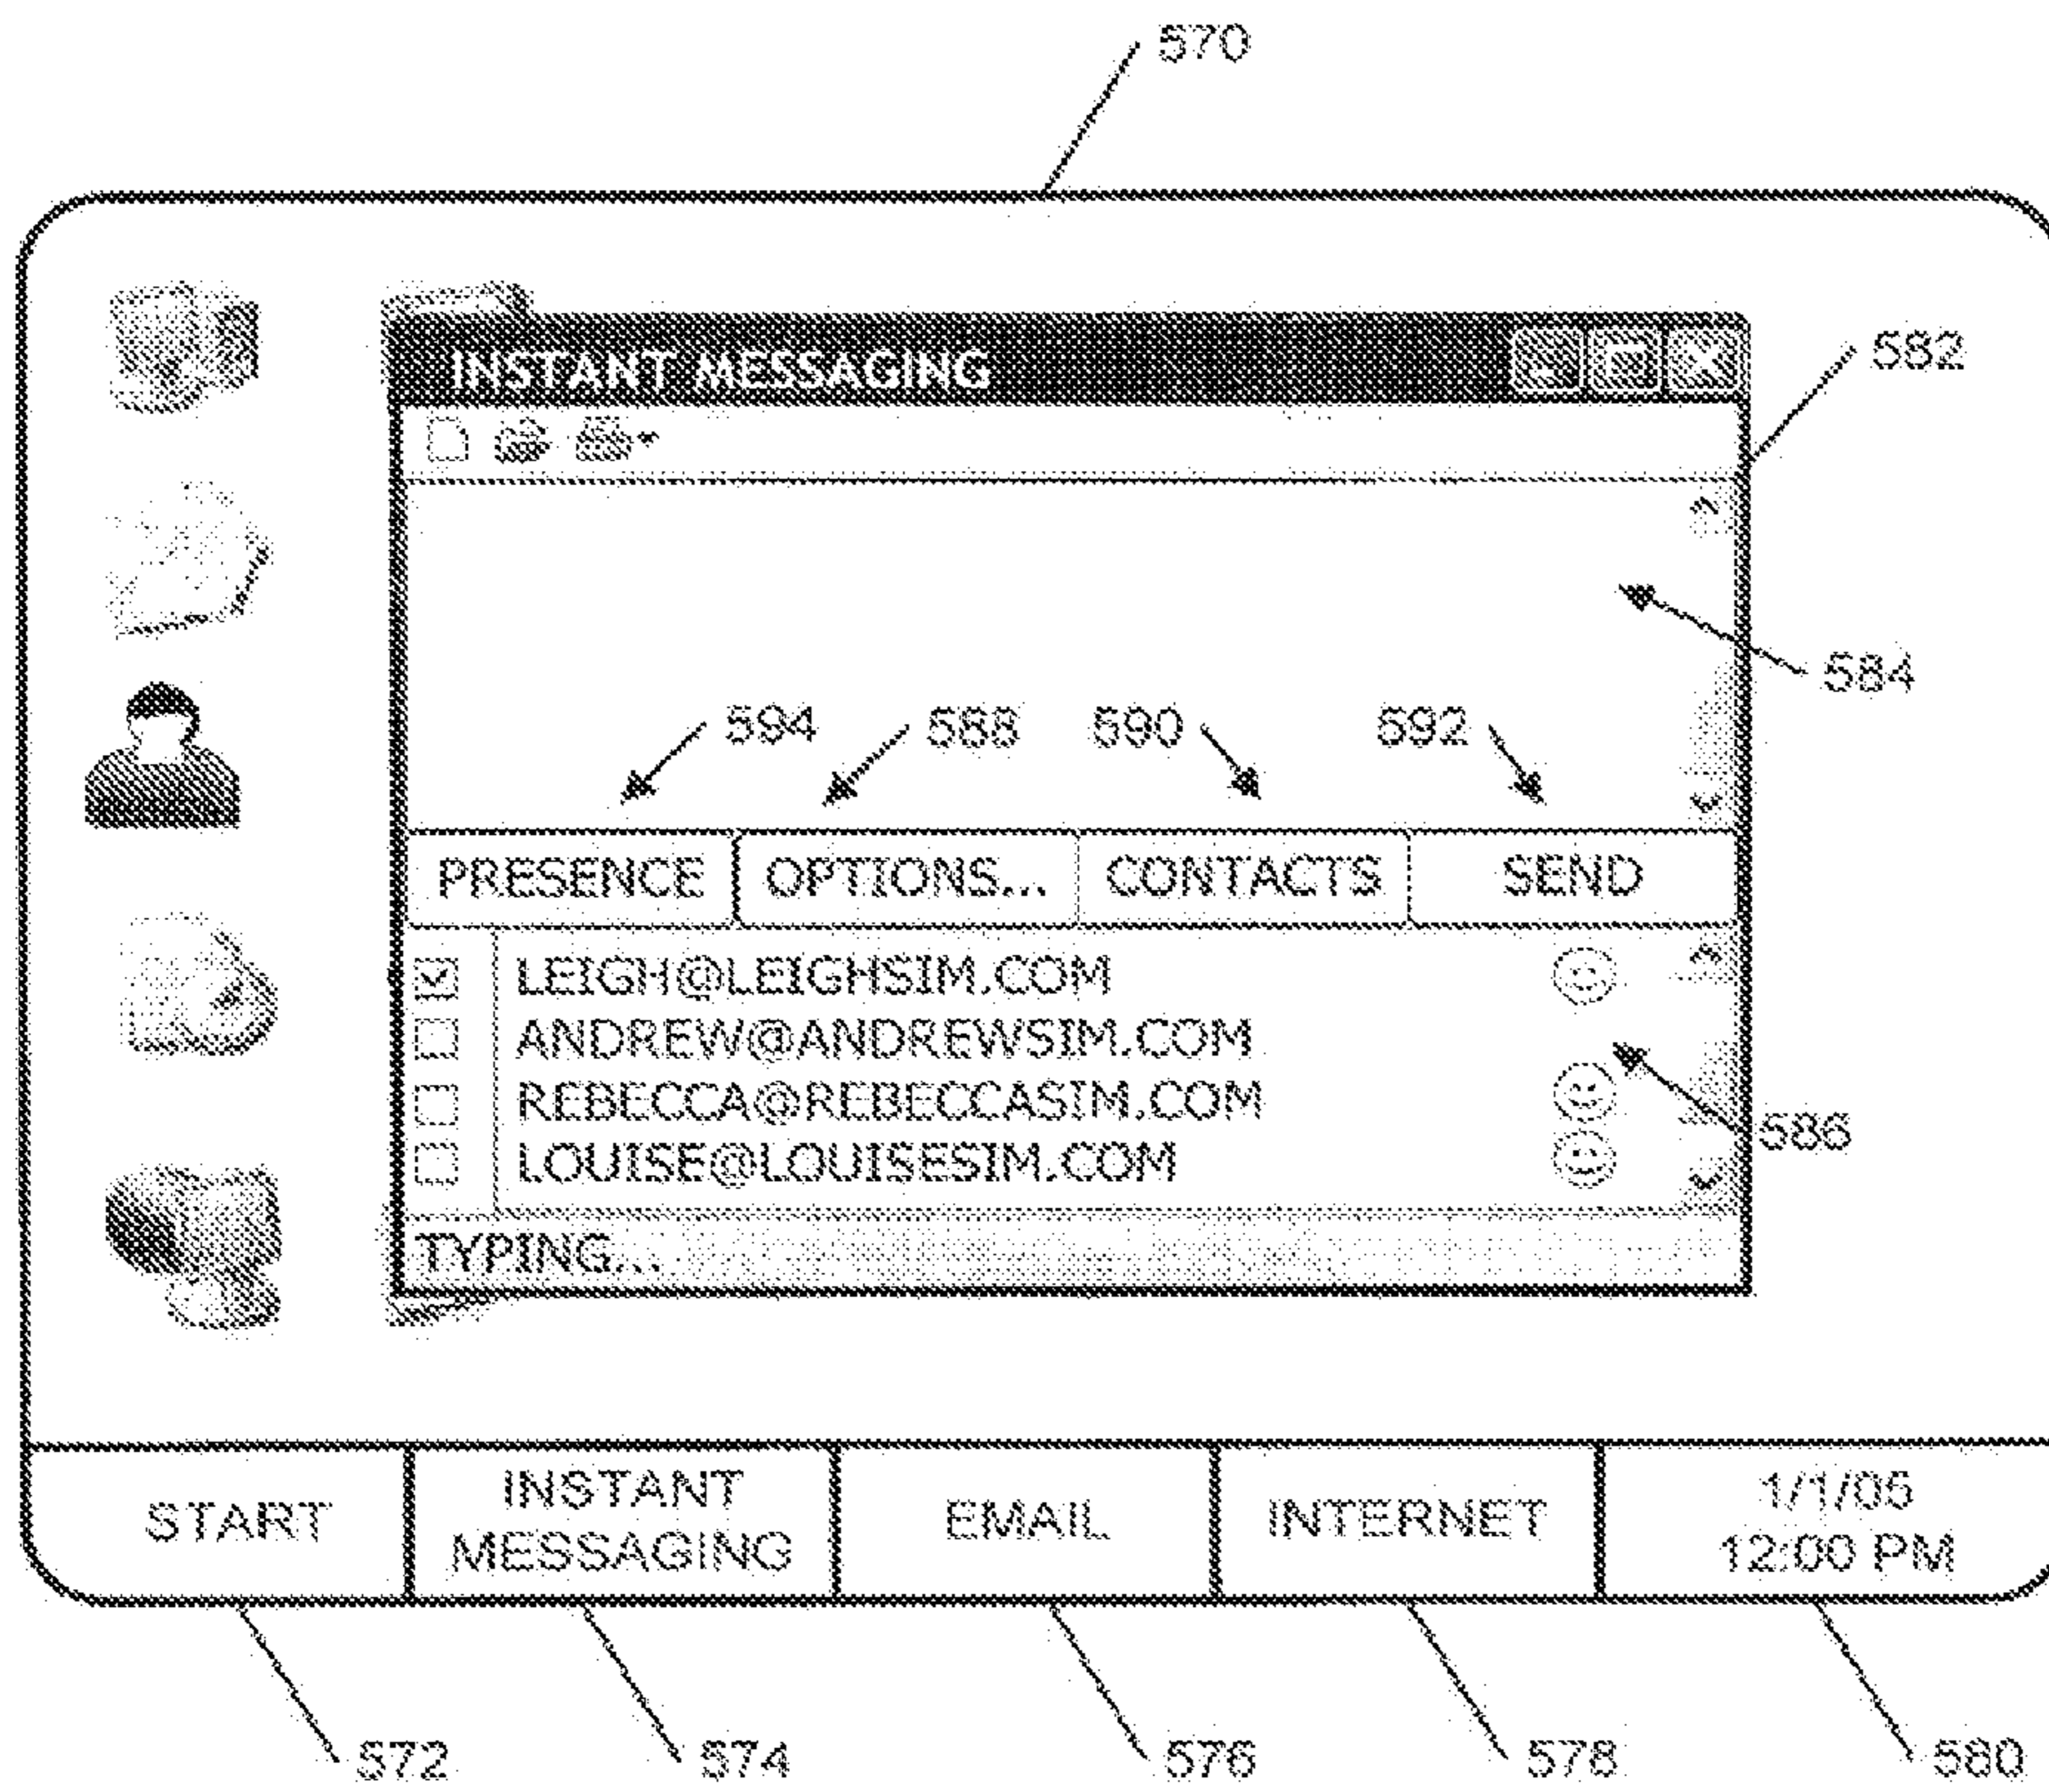 570
INSTANT MESSAGING
582
584
594 588 590 592
PRESENCE OPTIONS... CONTACTS SEND
LEIGH@LEIGHSIM.COM
ANDREW@ANDREWSIM.COM
REBECCA@REBECCASIM.COM
LOUISE@LOUISESIM.COM
586
TYPING...
START
INSTANT
MESSAGING
EMAIL
INTERNET
1/1/05
12:00 PM
572 574 576 578 580